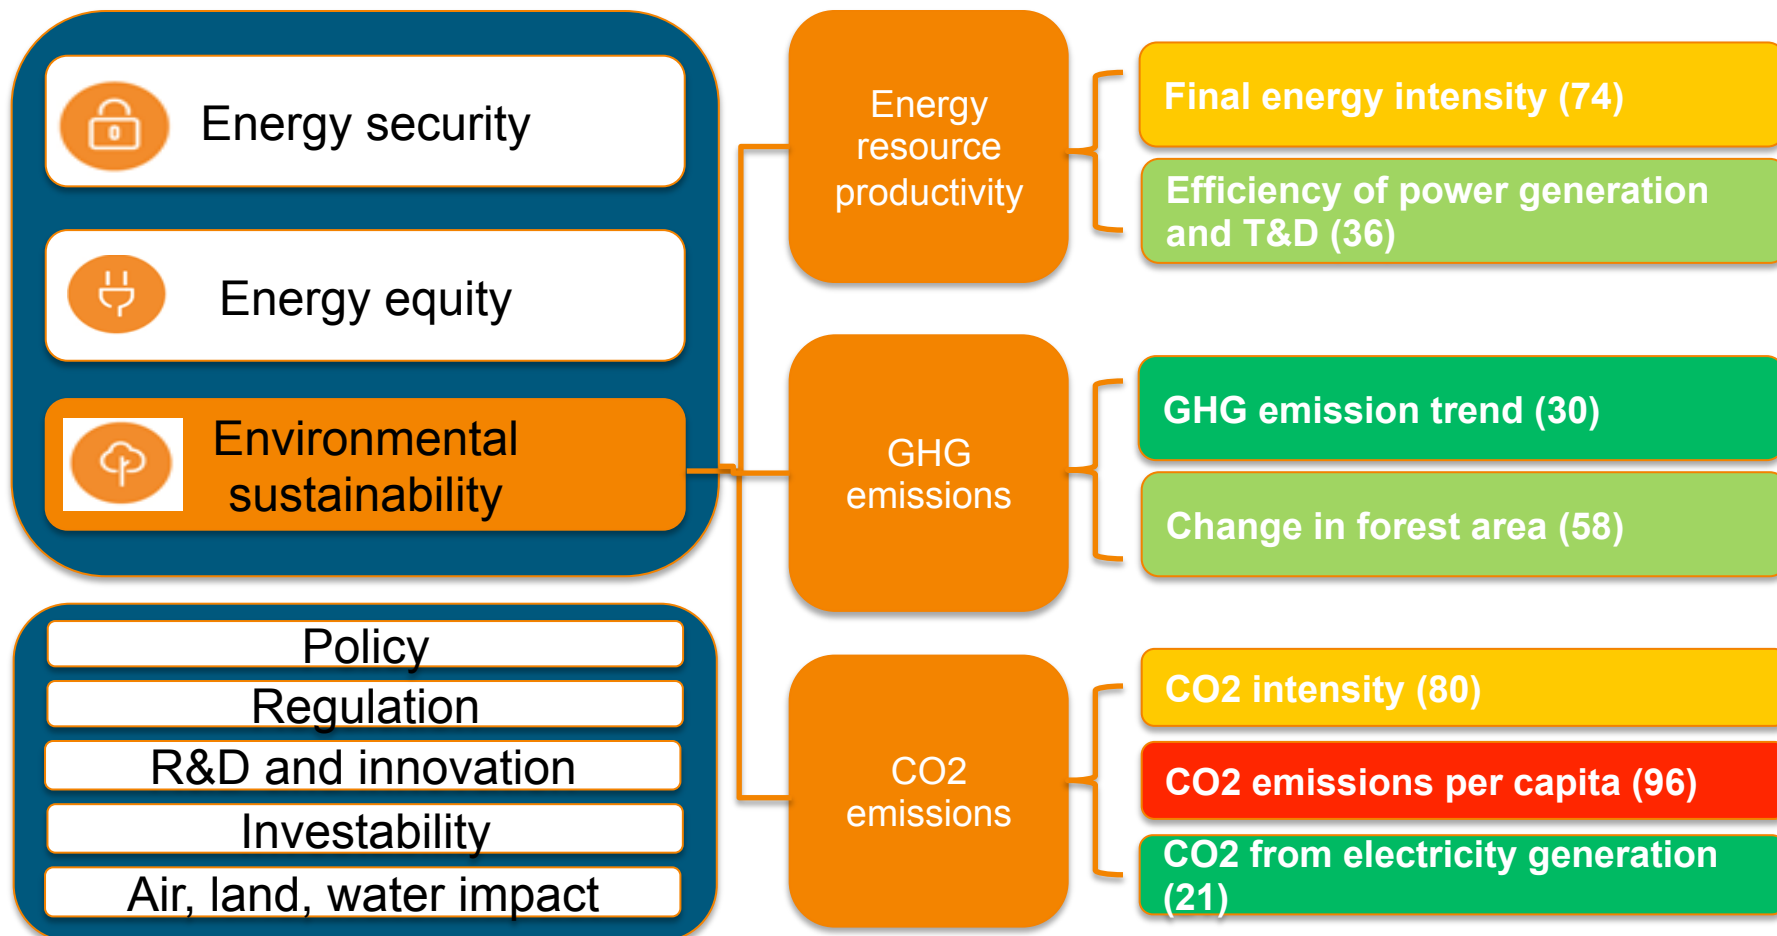 Energy security
Energy equity
Environmental
sustainability
Policy
Regulation
R&D and innovation
Investability
Air, land, water impact
Energy
resource
productivity
Final energy intensity (74)
Efficiency of power generation
and T&D (36)
GHG
emissions
GHG emission trend (30)
Change in forest area (58)
CO2
emissions
CO2 intensity (80)
CO2 emissions per capita (96)
CO2 from electricity generation
(21)